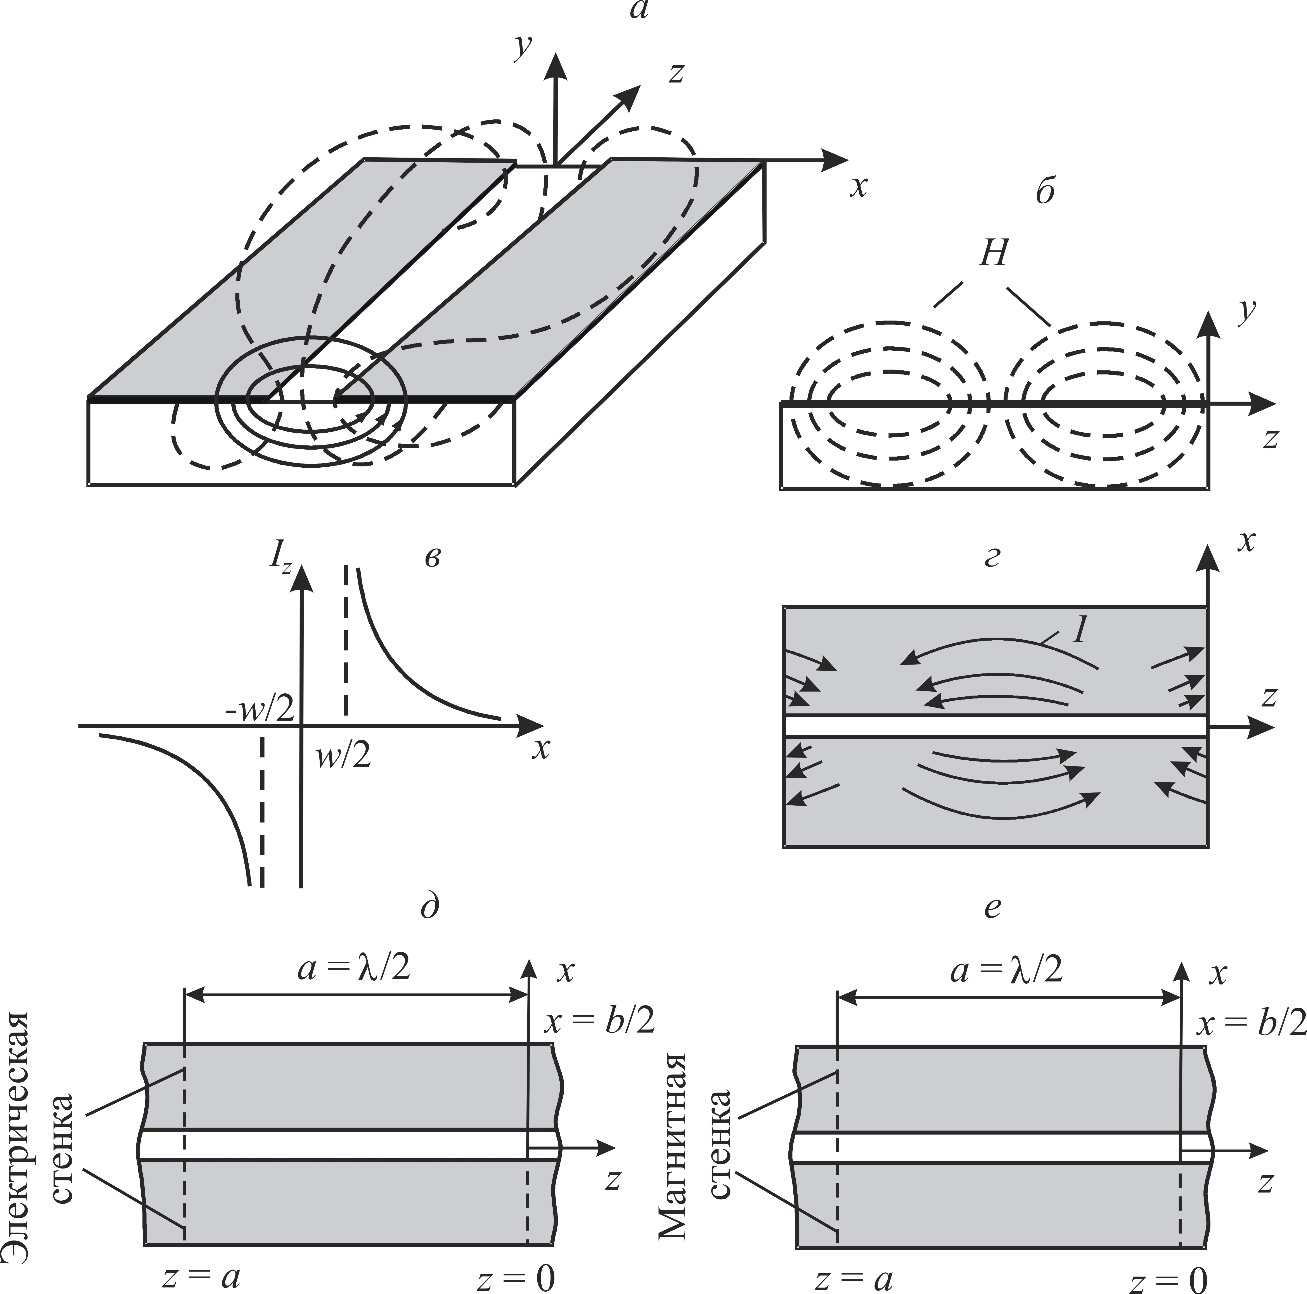 а
y
z
x
б
H
y
z
в
I_z
-w/2
w/2
x
г
x
I
z
д
a = λ/2
x
x = b/2
Электрическая
стенка
z
z = a
z = 0
е
a = λ/2
x
x = b/2
Магнитная
стенка
z
z = a
z = 0